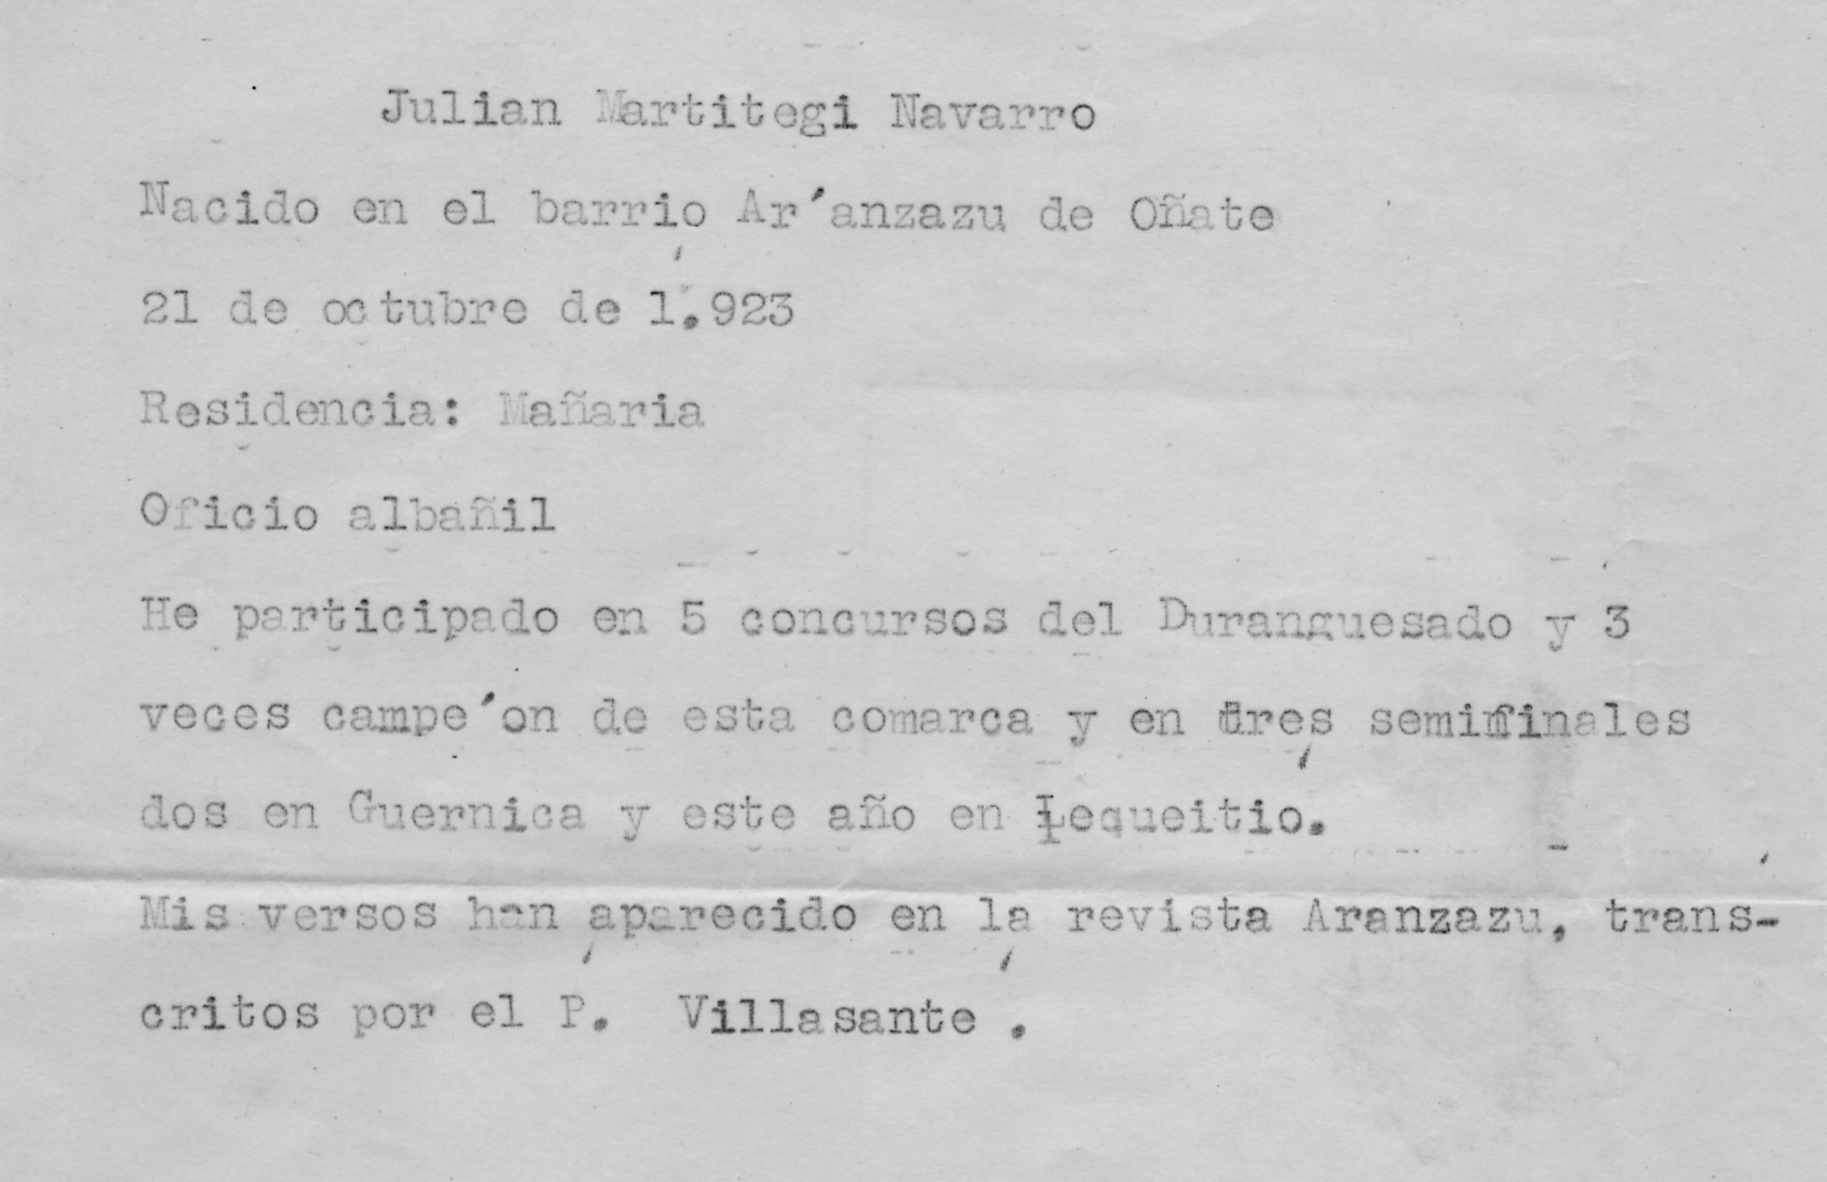 Julian Martitegi Navarro
Nacido en el barrio Ar´anzazu de Oñate
21 de octubre de 1.923
Residencia: Mañaria
Oficio albañil
He participado en 5 concursos del Duranguesado y 3
veces campe´on de esta comarca y en tres semifinales
dos en Guernica y este año en Lequeitio.
Mis versos han aparecido en la revista Aranzazu, trans-
critos por el P. Villasante .